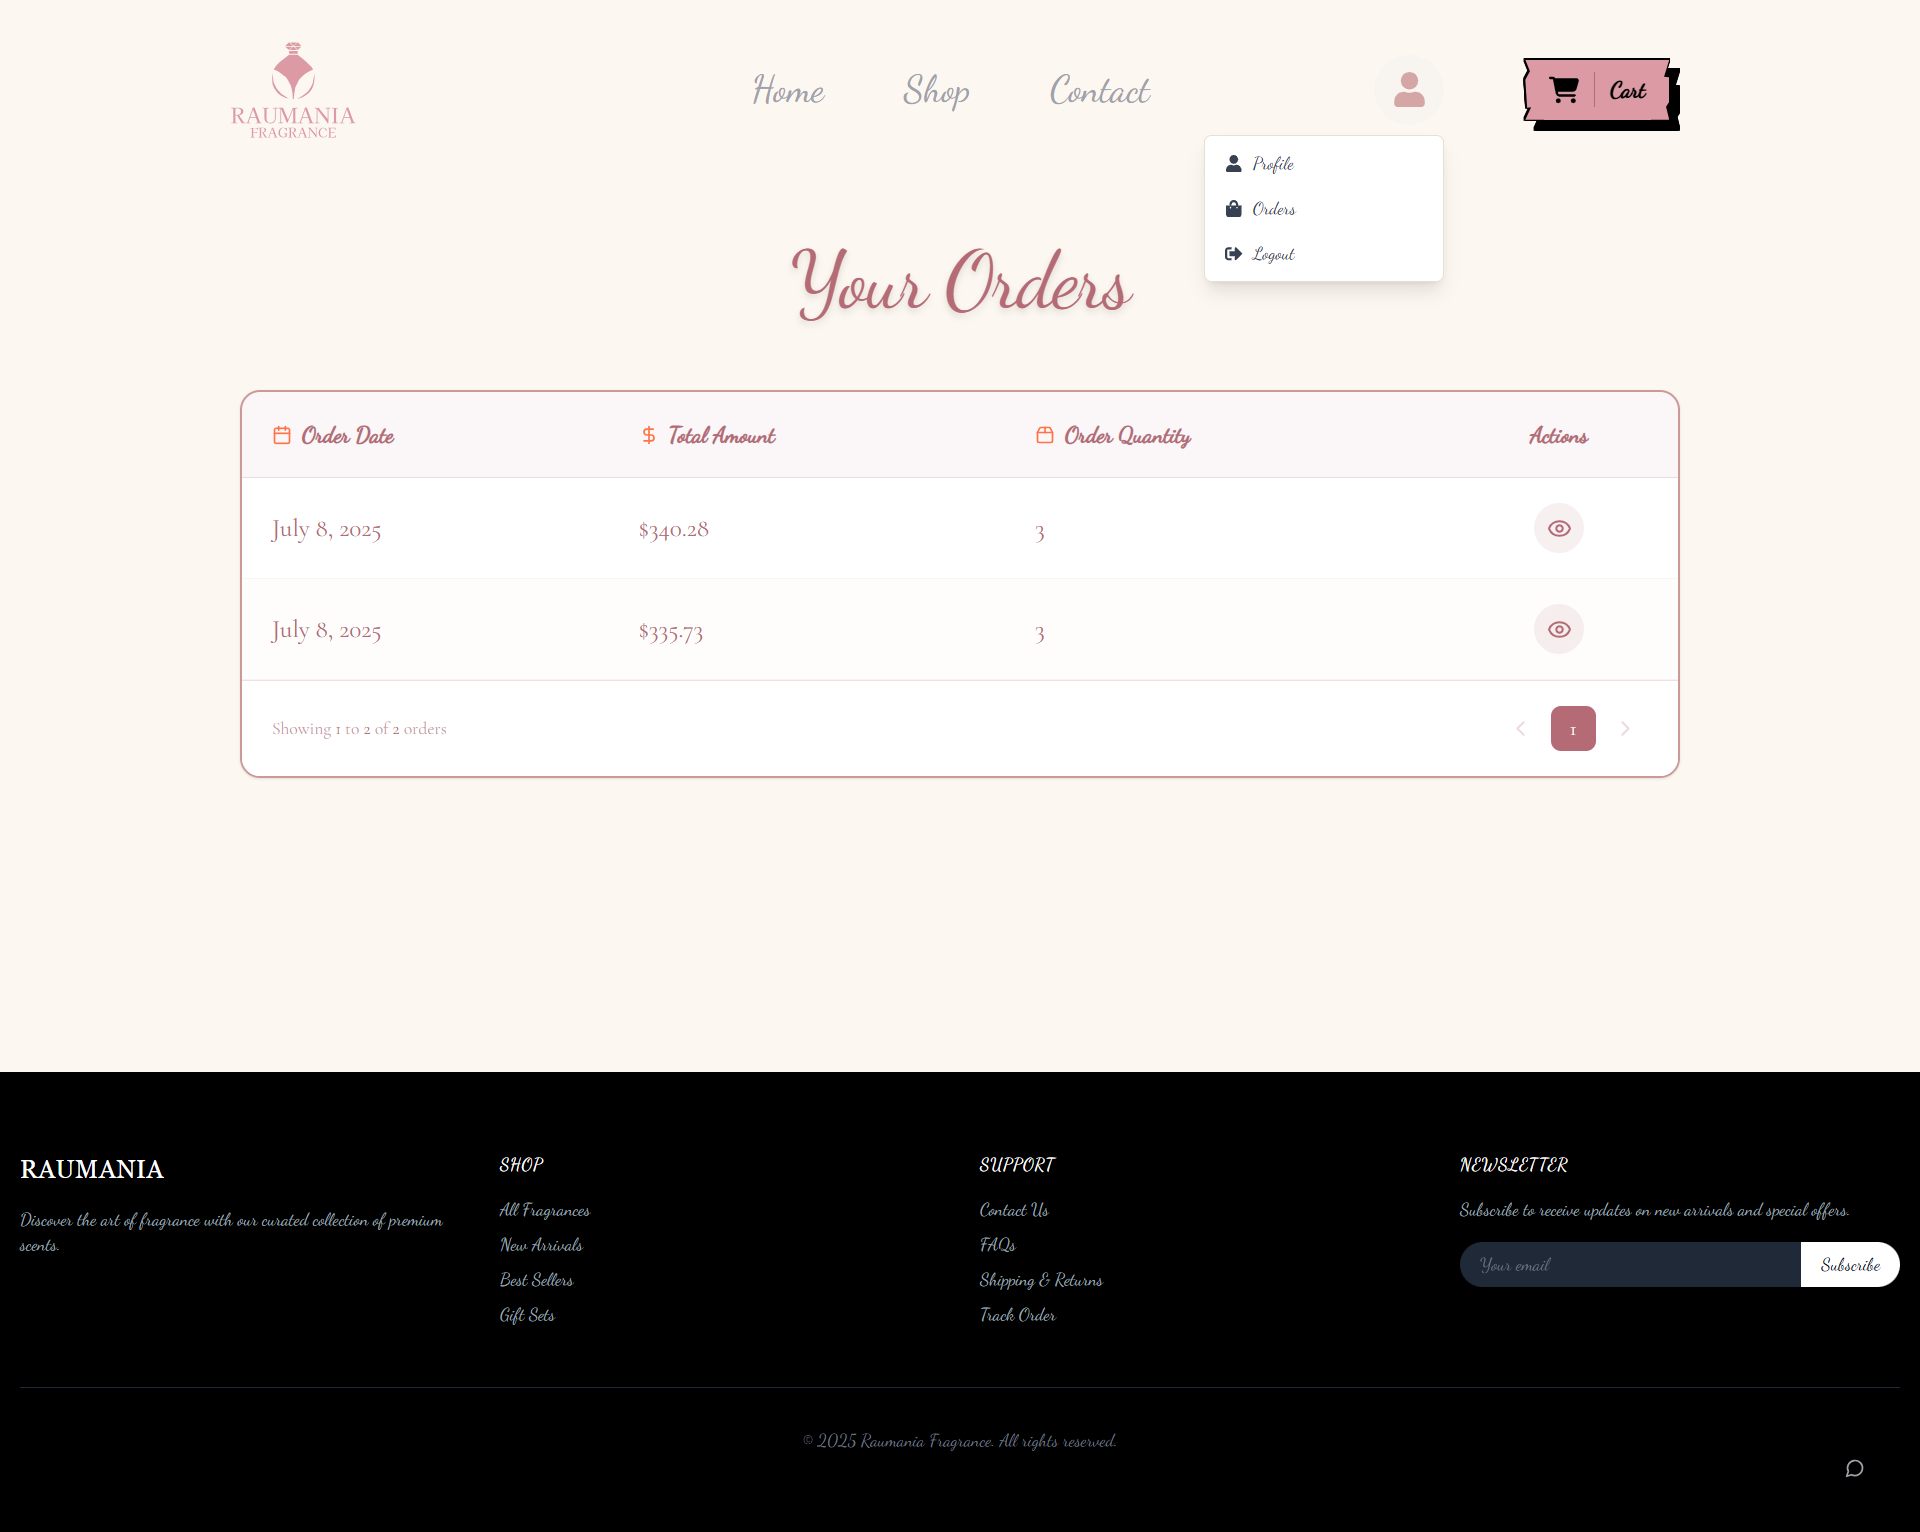 RAUMANIA
FRAGRANCE
Home
Shop
Contact
Cart
Profile
Orders
Logout
Your Orders
Order Date
Total Amount
Order Quantity
Actions
July 8, 2025
$340.28
3
July 8, 2025
$335.73
3
Showing 1 to 2 of 2 orders
1
RAUMANIA
Discover the art of fragrance with our curated collection of premium
scents.
SHOP
All Fragrances
New Arrivals
Best Sellers
Gift Sets
SUPPORT
Contact Us
FAQs
Shipping & Returns
Track Order
NEWSLETTER
Subscribe to receive updates on new arrivals and special offers.
Your email
Subscribe
© 2025 Raumania Fragrance. All rights reserved.